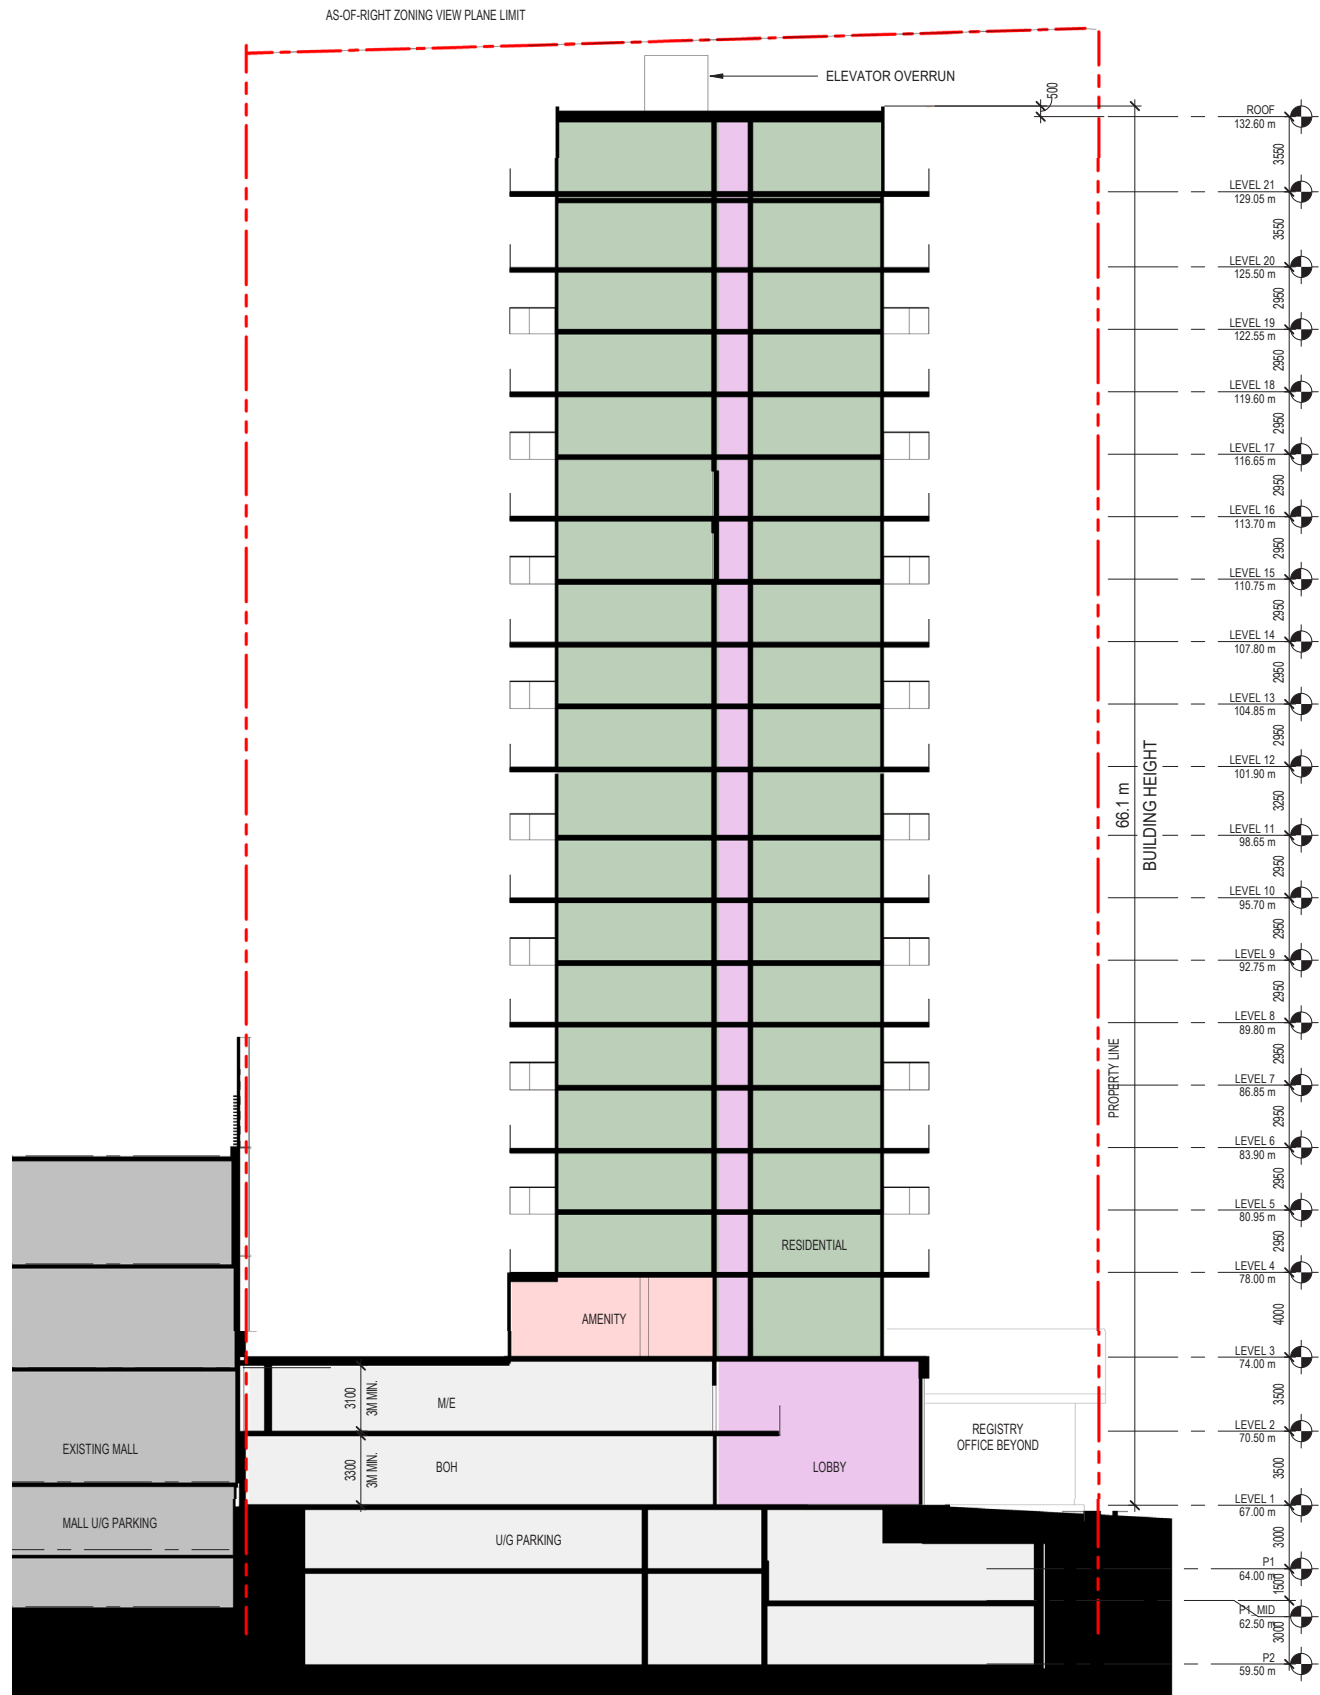 AS-OF-RIGHT ZONING VIEW PLANE LIMIT
ELEVATOR OVERRUN
500
ROOF
132.60 m
3550
LEVEL 21
129.05 m
3550
LEVEL 20
125.50 m
2950
LEVEL 19
122.55 m
2950
LEVEL 18
119.60 m
2950
LEVEL 17
116.65 m
2950
LEVEL 16
113.70 m
2950
LEVEL 15
110.75 m
2950
LEVEL 14
107.80 m
2950
LEVEL 13
104.85 m
2950
LEVEL 12
101.90 m
3250
LEVEL 11
98.65 m
2950
LEVEL 10
95.70 m
2950
LEVEL 9
92.75 m
2950
LEVEL 8
89.80 m
2950
LEVEL 7
86.85 m
2950
LEVEL 6
83.90 m
2950
LEVEL 5
80.95 m
2950
LEVEL 4
78.00 m
4000
LEVEL 3
74.00 m
3500
LEVEL 2
70.50 m
3500
LEVEL 1
67.00 m
3000
P1
64.00 m
1500
P1 MID
62.50 m
3000
P2
59.50 m
66.1 m
BUILDING HEIGHT
PROPERTY LINE
RESIDENTIAL
AMENITY
M/E
3100
3M MIN.
BOH
3300
3M MIN.
LOBBY
REGISTRY
OFFICE BEYOND
EXISTING MALL
MALL U/G PARKING
U/G PARKING